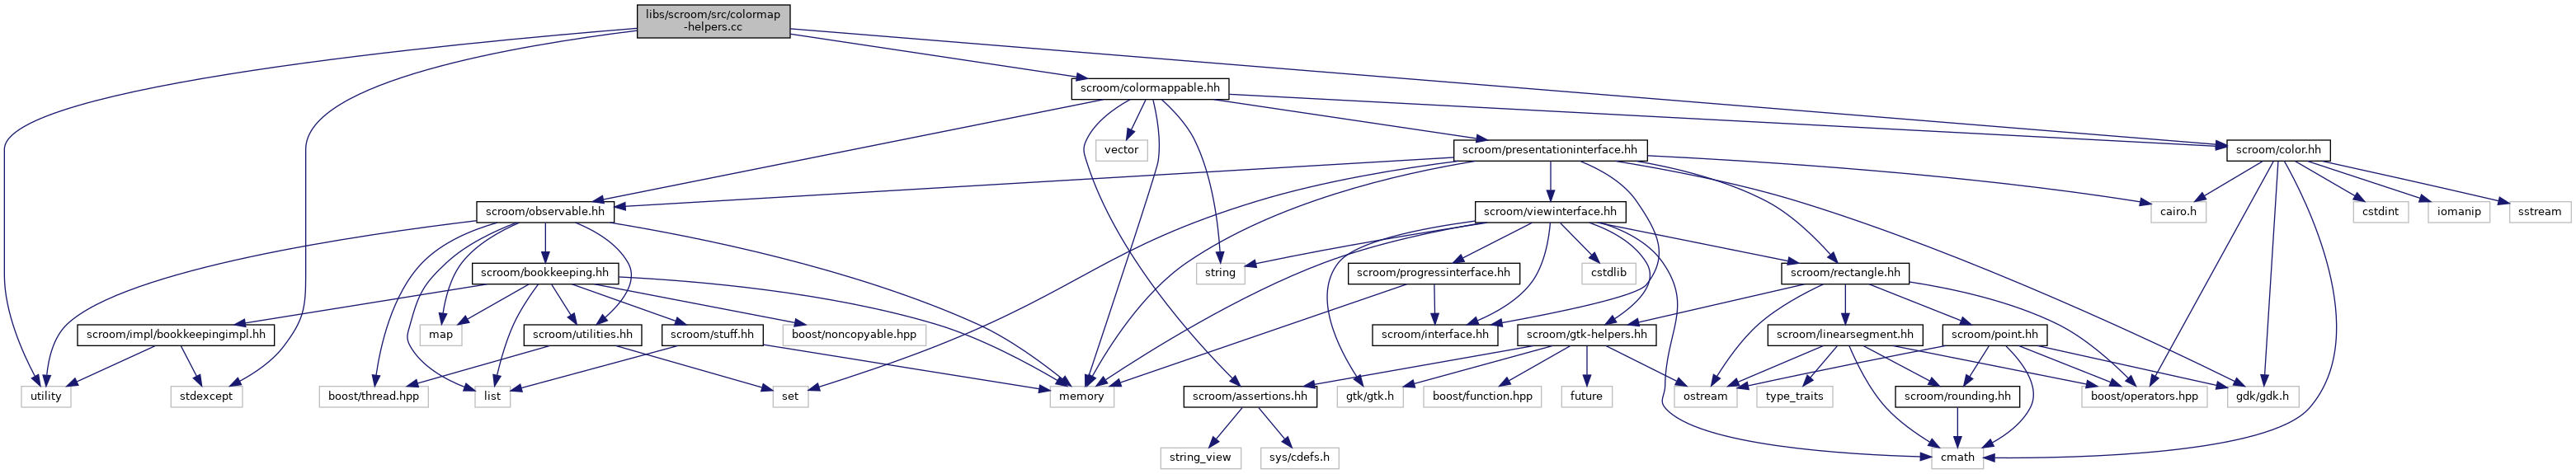 libs/scroom/src/colormap
-helpers.cc
scroom/colormappable.hh
vector
scroom/presentationinterface.hh
scroom/color.hh
scroom/observable.hh
scroom/viewinterface.hh
cairo.h
cstdint
iomanip
sstream
scroom/bookkeeping.hh
string
scroom/progressinterface.hh
cstdlib
scroom/rectangle.hh
scroom/impl/bookkeepingimpl.hh
map
scroom/utilities.hh
scroom/stuff.hh
boost/noncopyable.hpp
scroom/interface.hh
scroom/gtk-helpers.hh
scroom/linearsegment.hh
scroom/point.hh
utility
stdexcept
boost/thread.hpp
list
set
memory
scroom/assertions.hh
gtk/gtk.h
boost/function.hpp
future
ostream
type_traits
scroom/rounding.hh
boost/operators.hpp
gdk/gdk.h
string_view
sys/cdefs.h
cmath